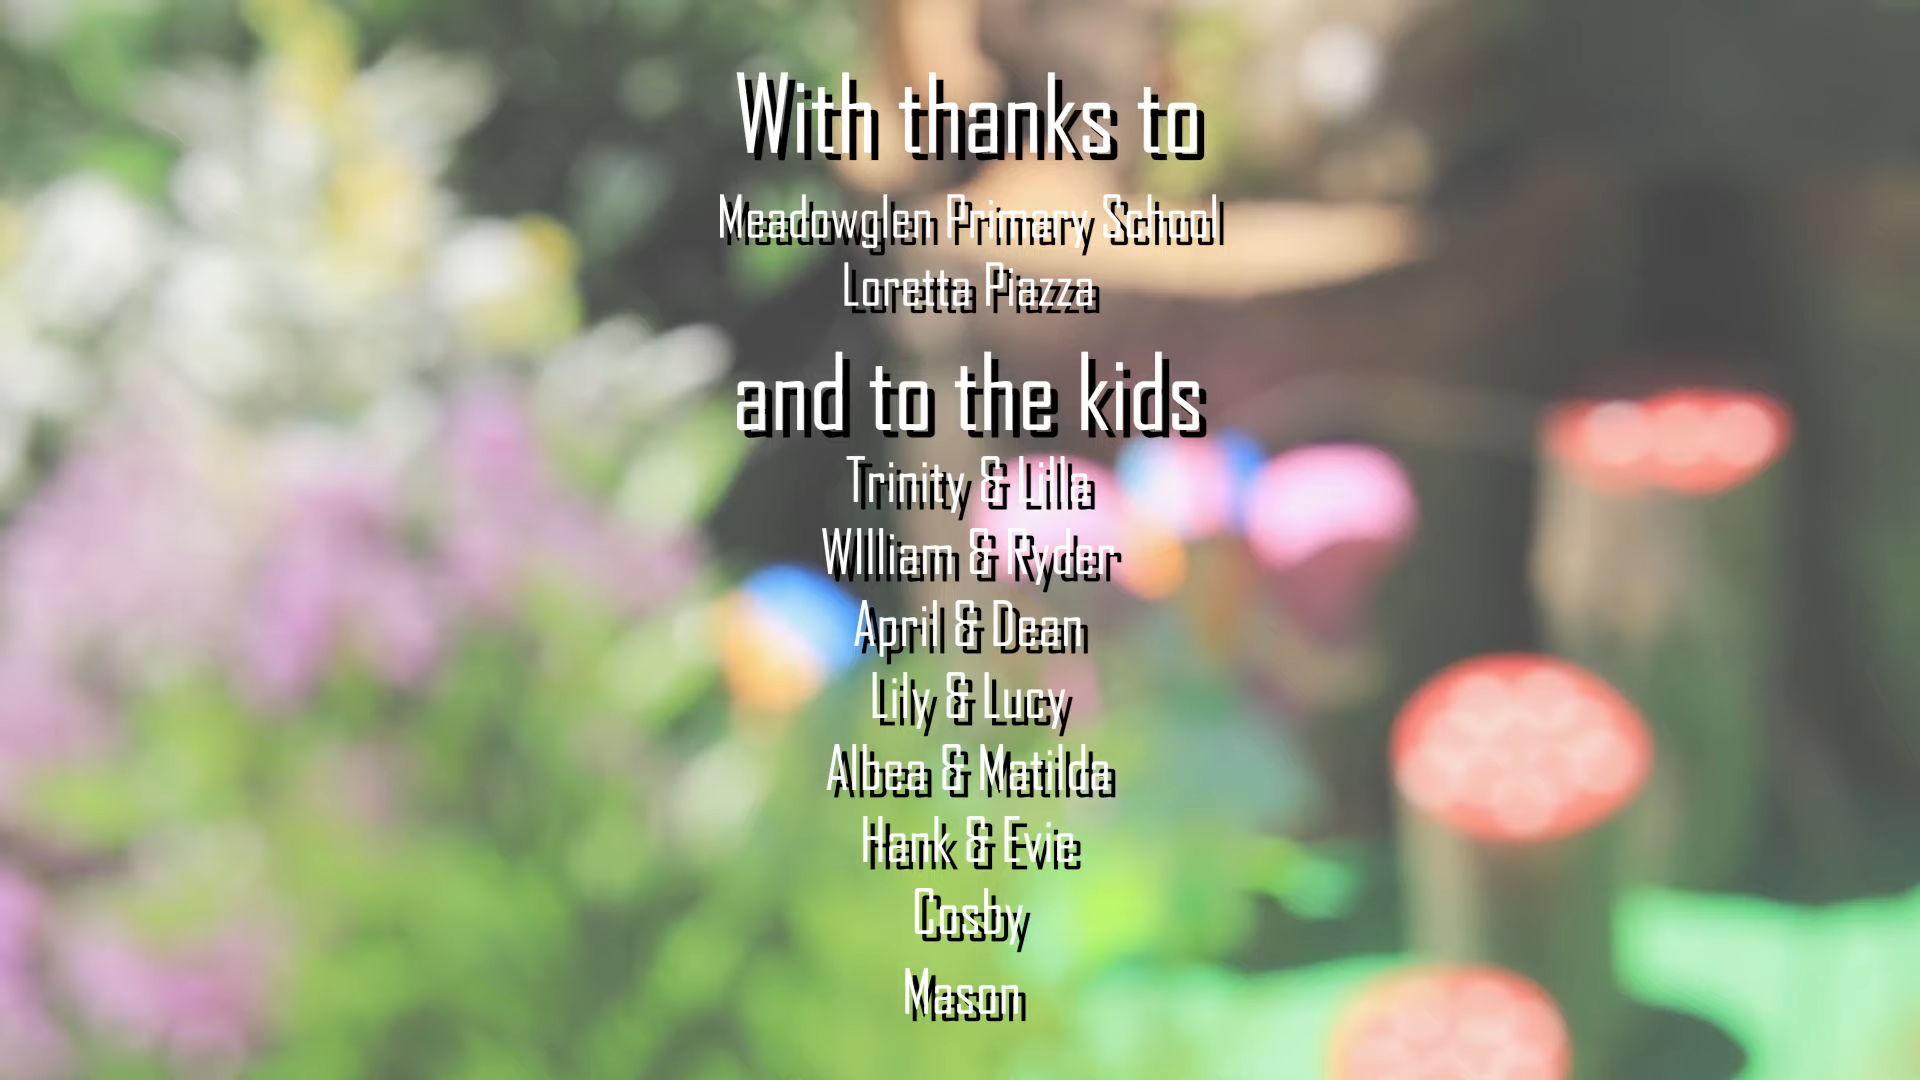 With thanks to
Meadowglen Primary School
Loretta Piazza
and to the kids
Trinity & Lilla
WIlliam & Ryder
April & Dean
Lily & Lucy
Albea & Matilda
Hank & Evie
Cosby
Mason